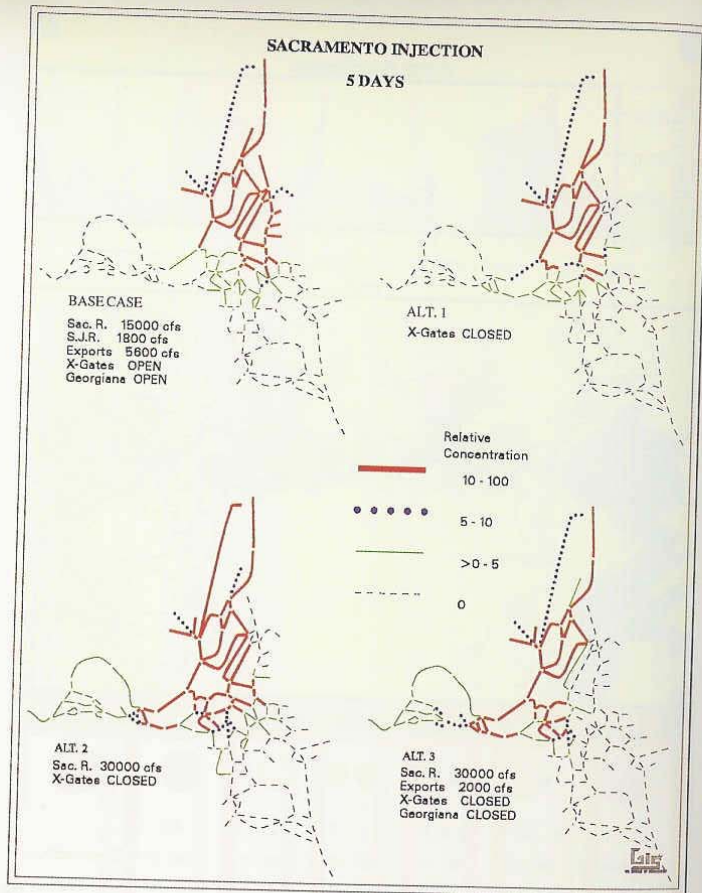 SACRAMENTO INJECTION
5 DAYS
BASE CASE
Sac. R. 15000 cfs
S.J.R. 1800 cfs
Exports 5600 cfs
X-Gates OPEN
Georgiana OPEN
ALT. 1
X-Gates CLOSED
Relative
Concentration
10 - 100
5 - 10
>0 - 5
0
ALT. 2
Sac. R. 30000 cfs
X-Gates CLOSED
ALT. 3
Sac. R. 30000 cfs
Exports 2000 cfs
X-Gates CLOSED
Georgiana CLOSED
Gis